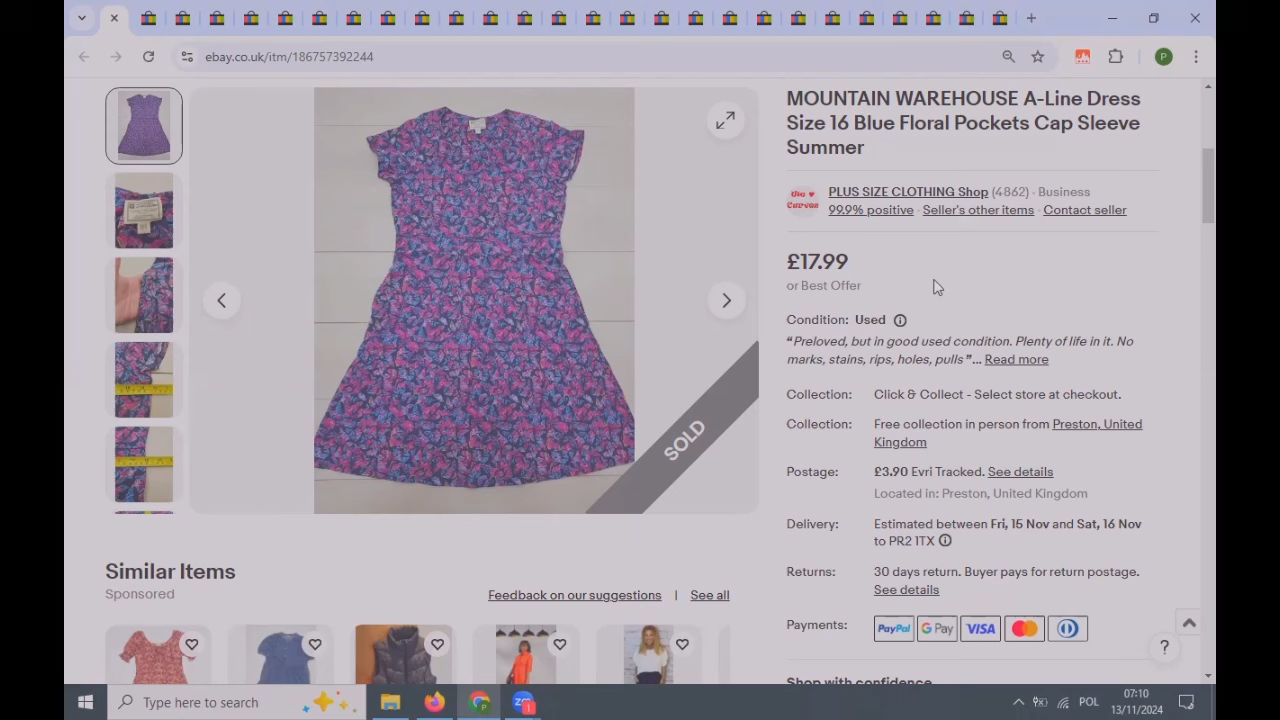 ebay.co.uk/itm/186757392244
P
MOUNTAIN WAREHOUSE A-Line Dress
Size 16 Blue Floral Pockets Cap Sleeve
Summer
PLUS SIZE CLOTHING Shop (4862) · Business
99.9% positive · Seller's other items · Contact seller
£17.99
or Best Offer
Condition: Used
“Preloved, but in good used condition. Plenty of life in it. No
marks, stains, rips, holes, pulls ”... Read more
Collection: Click & Collect - Select store at checkout.
Collection: Free collection in person from Preston, United
Kingdom
Postage: £3.90 Evri Tracked. See details
Located in: Preston, United Kingdom
Delivery: Estimated between Fri, 15 Nov and Sat, 16 Nov
to PR2 1TX
Returns: 30 days return. Buyer pays for return postage.
See details
Payments: PayPal G Pay VISA
SOLD
Similar Items
Sponsored
Feedback on our suggestions | See all
Shop with confidence
?
Type here to search
POL
07:10
13/11/2024